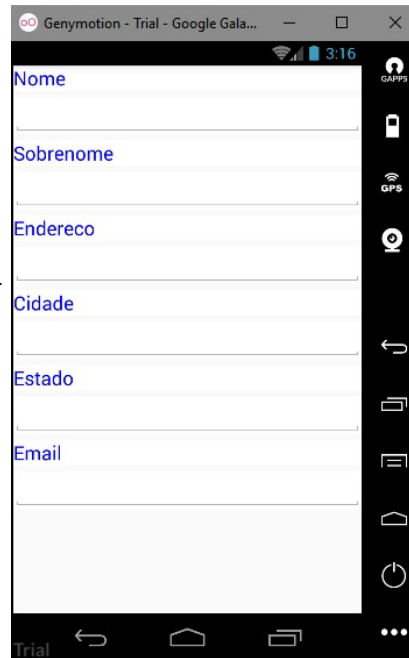 Genymotion - Trial - Google Gala...
3:16
GAPPS
Nome
Sobrenome
GPS
Endereco
Cidade
Estado
Email
Trial